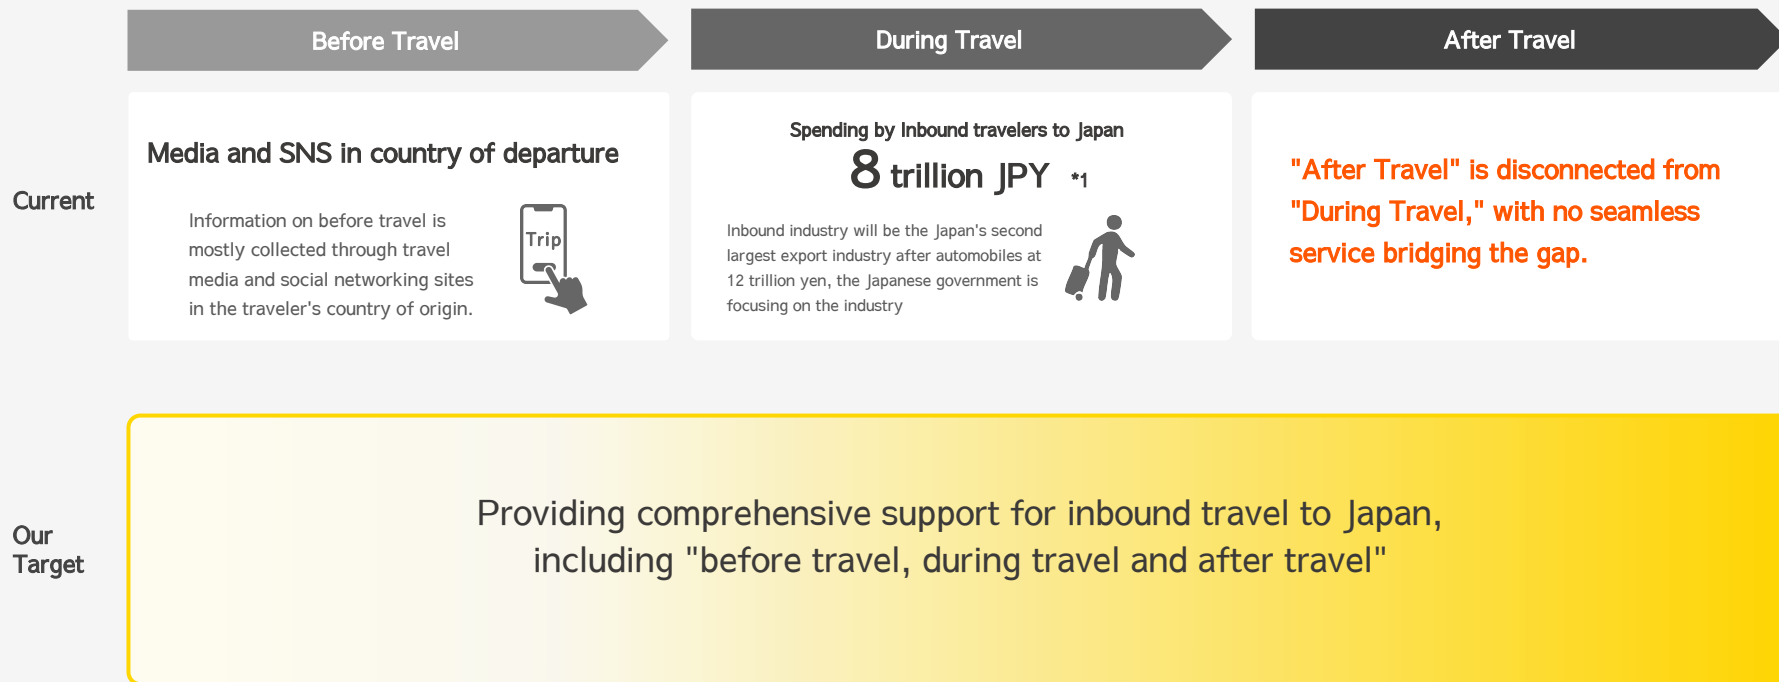 Before Travel
During Travel
After Travel
Current
Media and SNS in country of departure
Information on before travel is
mostly collected through travel
media and social networking sites
in the traveler's country of origin.
Trip
Spending by Inbound travelers to Japan
8 trillion JPY *1
Inbound industry will be the Japan's second
largest export industry after automobiles at
12 trillion yen, the Japanese government is
focusing on the industry
"After Travel" is disconnected from
"During Travel," with no seamless
service bridging the gap.
Our
Target
Providing comprehensive support for inbound travel to Japan,
including "before travel, during travel and after travel"